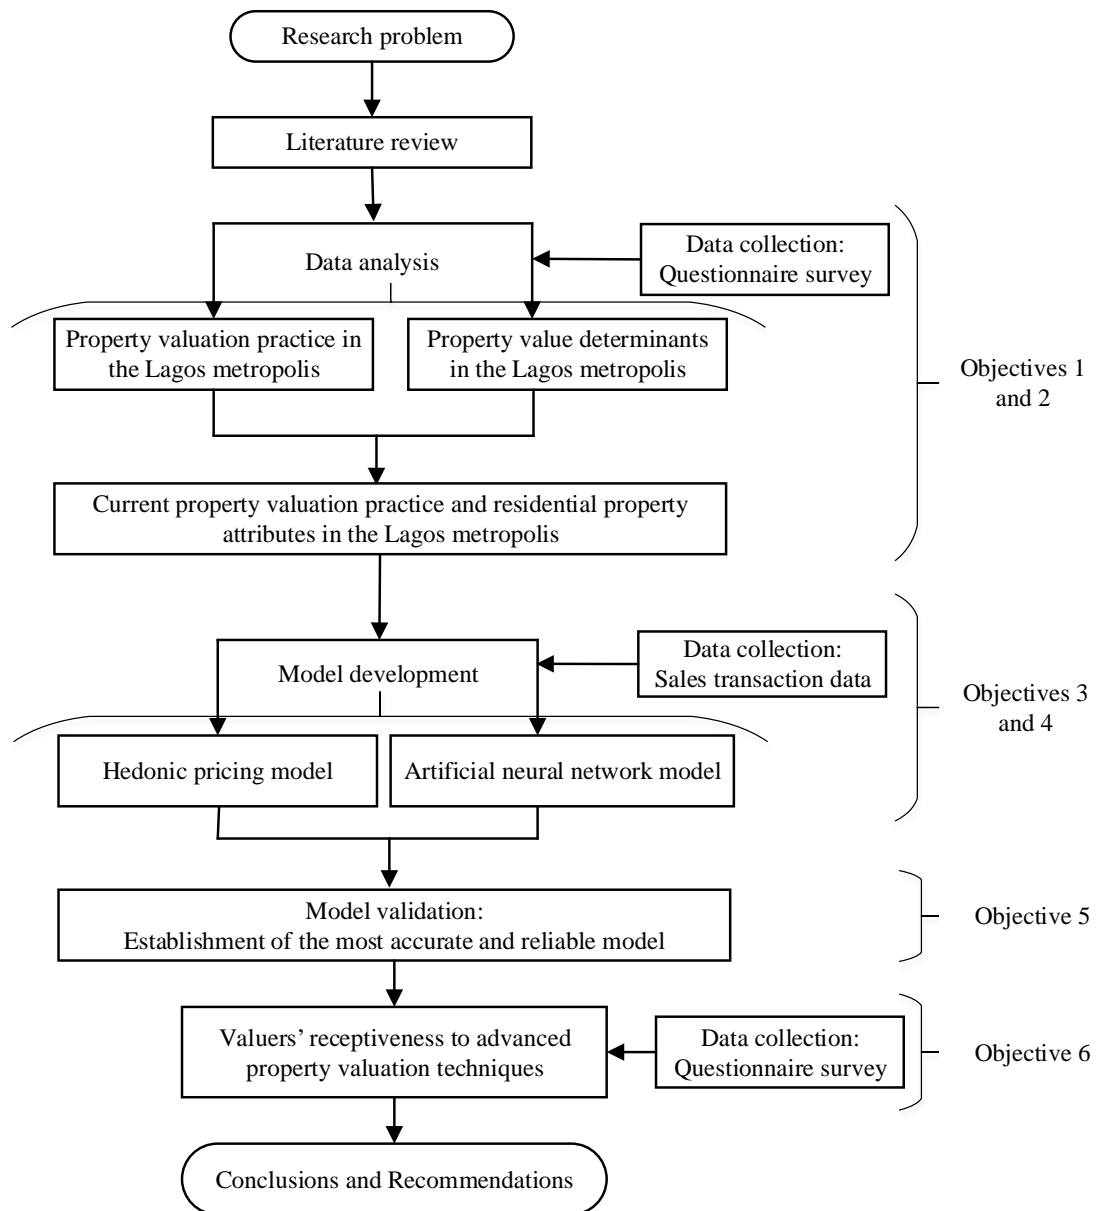 Research problem
Literature review
Data analysis
Data collection:
Questionnaire survey
Property valuation practice in
the Lagos metropolis
Property value determinants
in the Lagos metropolis
Objectives 1
and 2
Current property valuation practice and residential property
attributes in the Lagos metropolis
Model development
Data collection:
Sales transaction data
Hedonic pricing model
Artificial neural network model
Objectives 3
and 4
Model validation:
Establishment of the most accurate and reliable model
Objective 5
Valuers’ receptiveness to advanced
property valuation techniques
Data collection:
Questionnaire survey
Objective 6
Conclusions and Recommendations